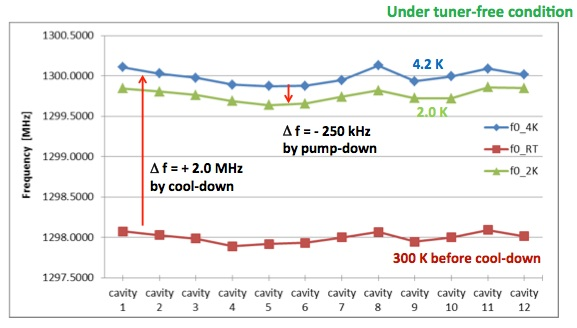 Under tuner-free condition
1300.5000
1300.0000
1299.5000
1299.0000
1298.5000
1298.0000
1297.5000
Frequency [MHz]
4.2 K
2.0 K
Δ f = - 250 kHz
by pump-down
Δ f = + 2.0 MHz
by cool-down
f0_4K
f0_RT
f0_2K
300 K before cool-down
cavity 1
cavity 2
cavity 3
cavity 4
cavity 5
cavity 6
cavity 7
cavity 8
cavity 9
cavity 10
cavity 11
cavity 12